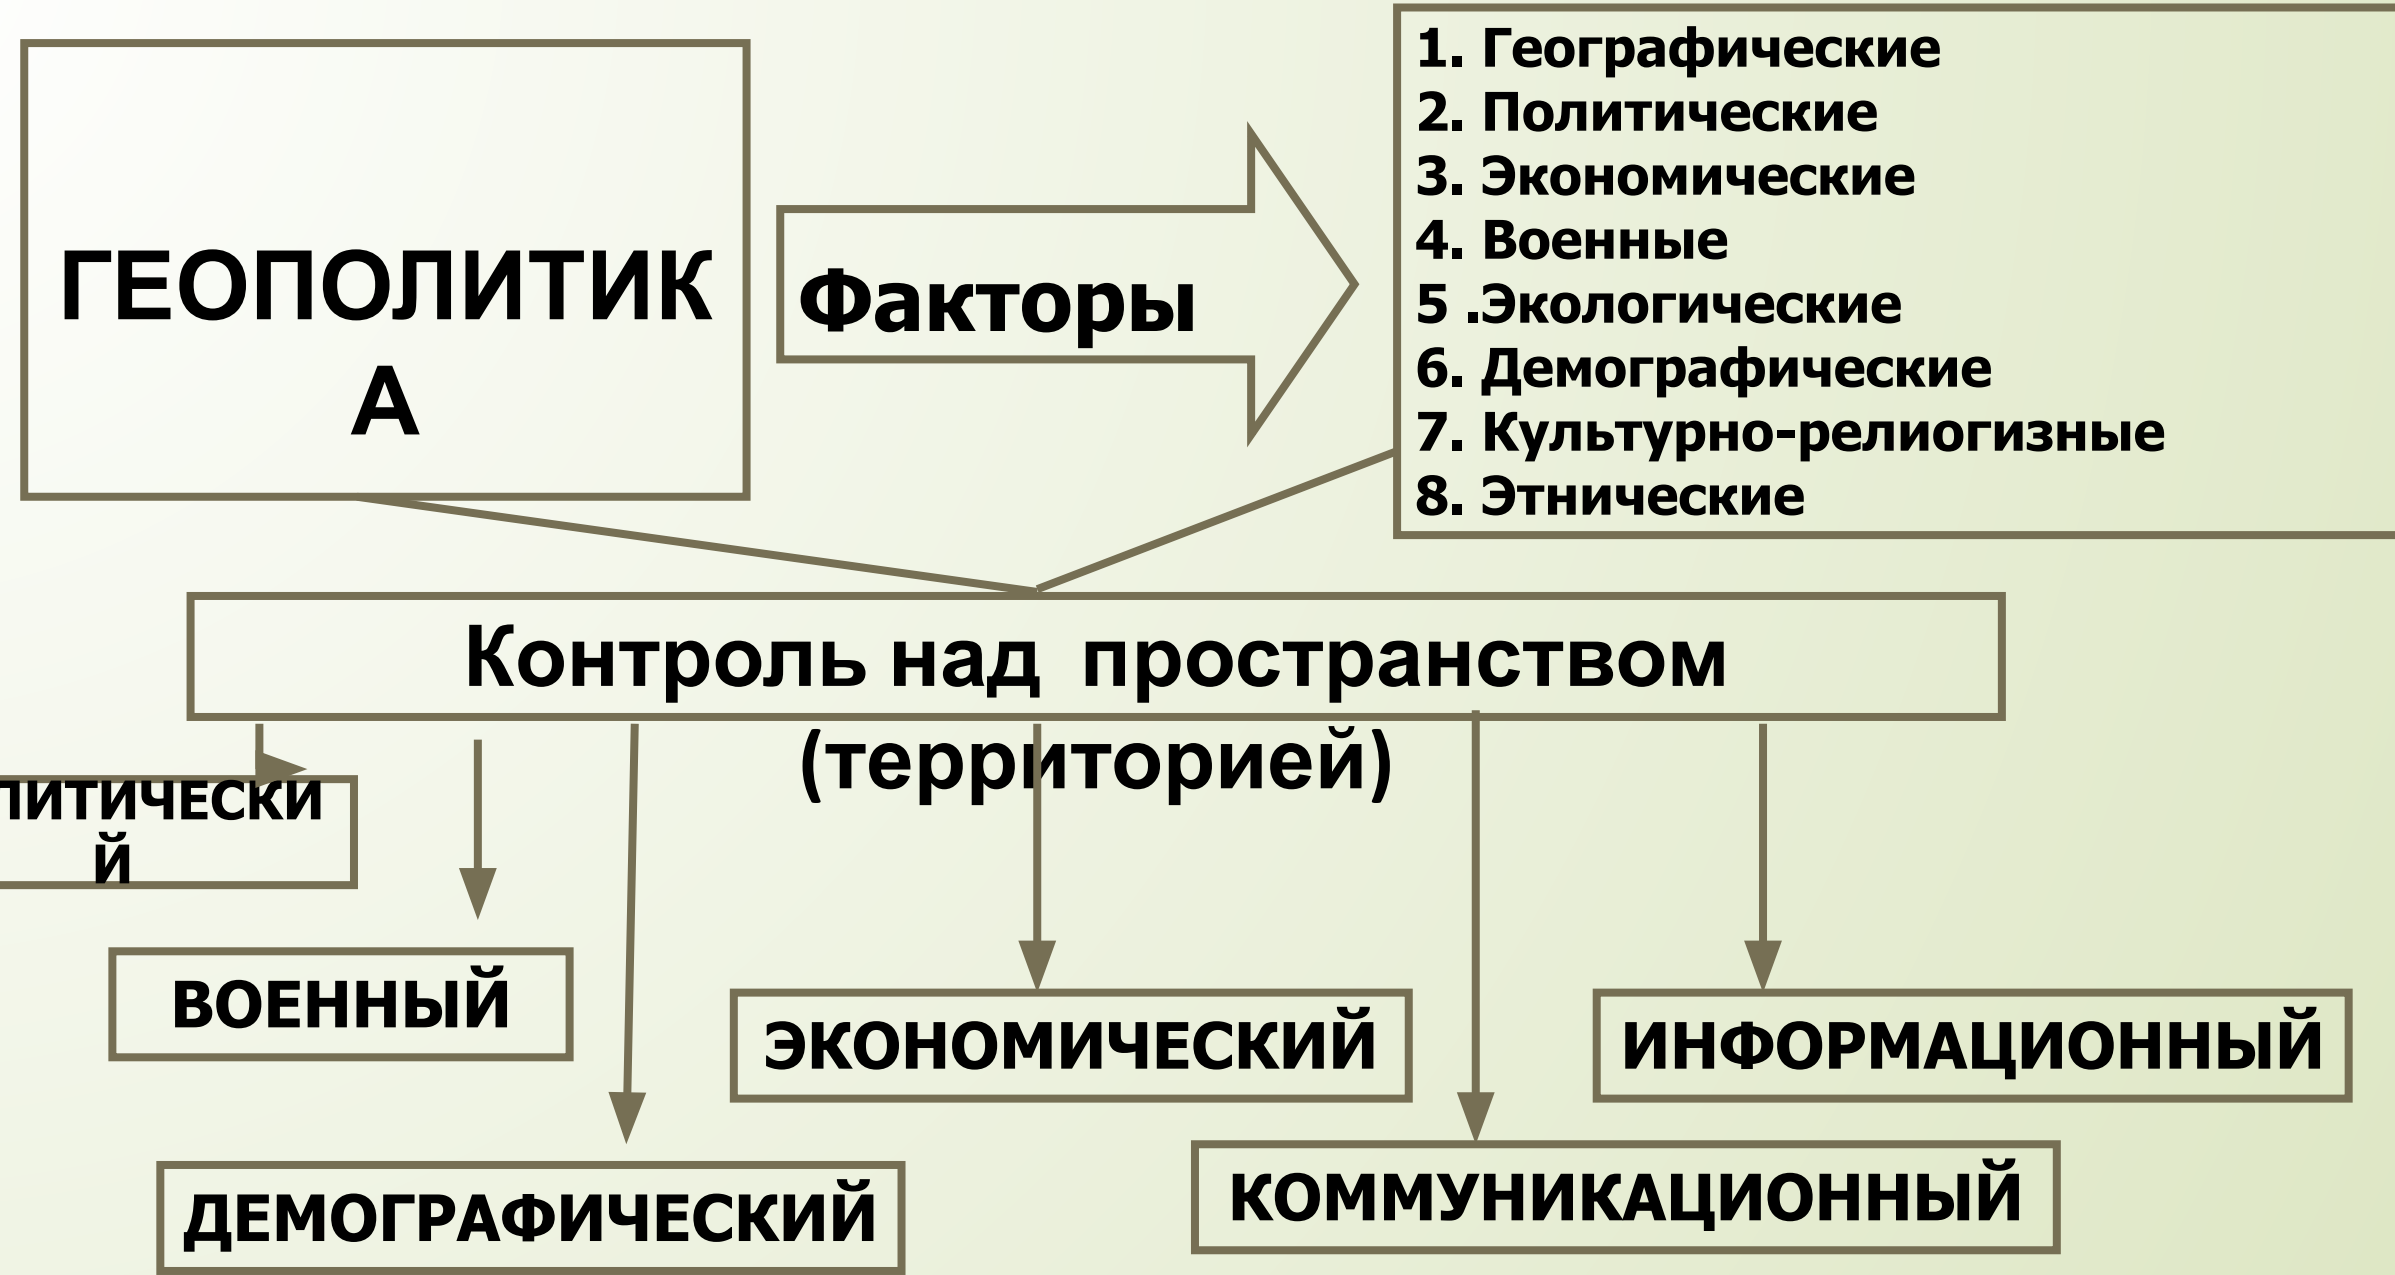 ГЕОПОЛИТИК
А
Факторы
1. Географические
2. Политические
3. Экономические
4. Военные
5 .Экологические
6. Демографические
7. Культурно-релиогизные
8. Этнические
Контроль над пространством
(территорией)
ЛИТИЧЕСКИ
Й
ВОЕННЫЙ
ЭКОНОМИЧЕСКИЙ
ИНФОРМАЦИОННЫЙ
ДЕМОГРАФИЧЕСКИЙ
КОММУНИКАЦИОННЫЙ